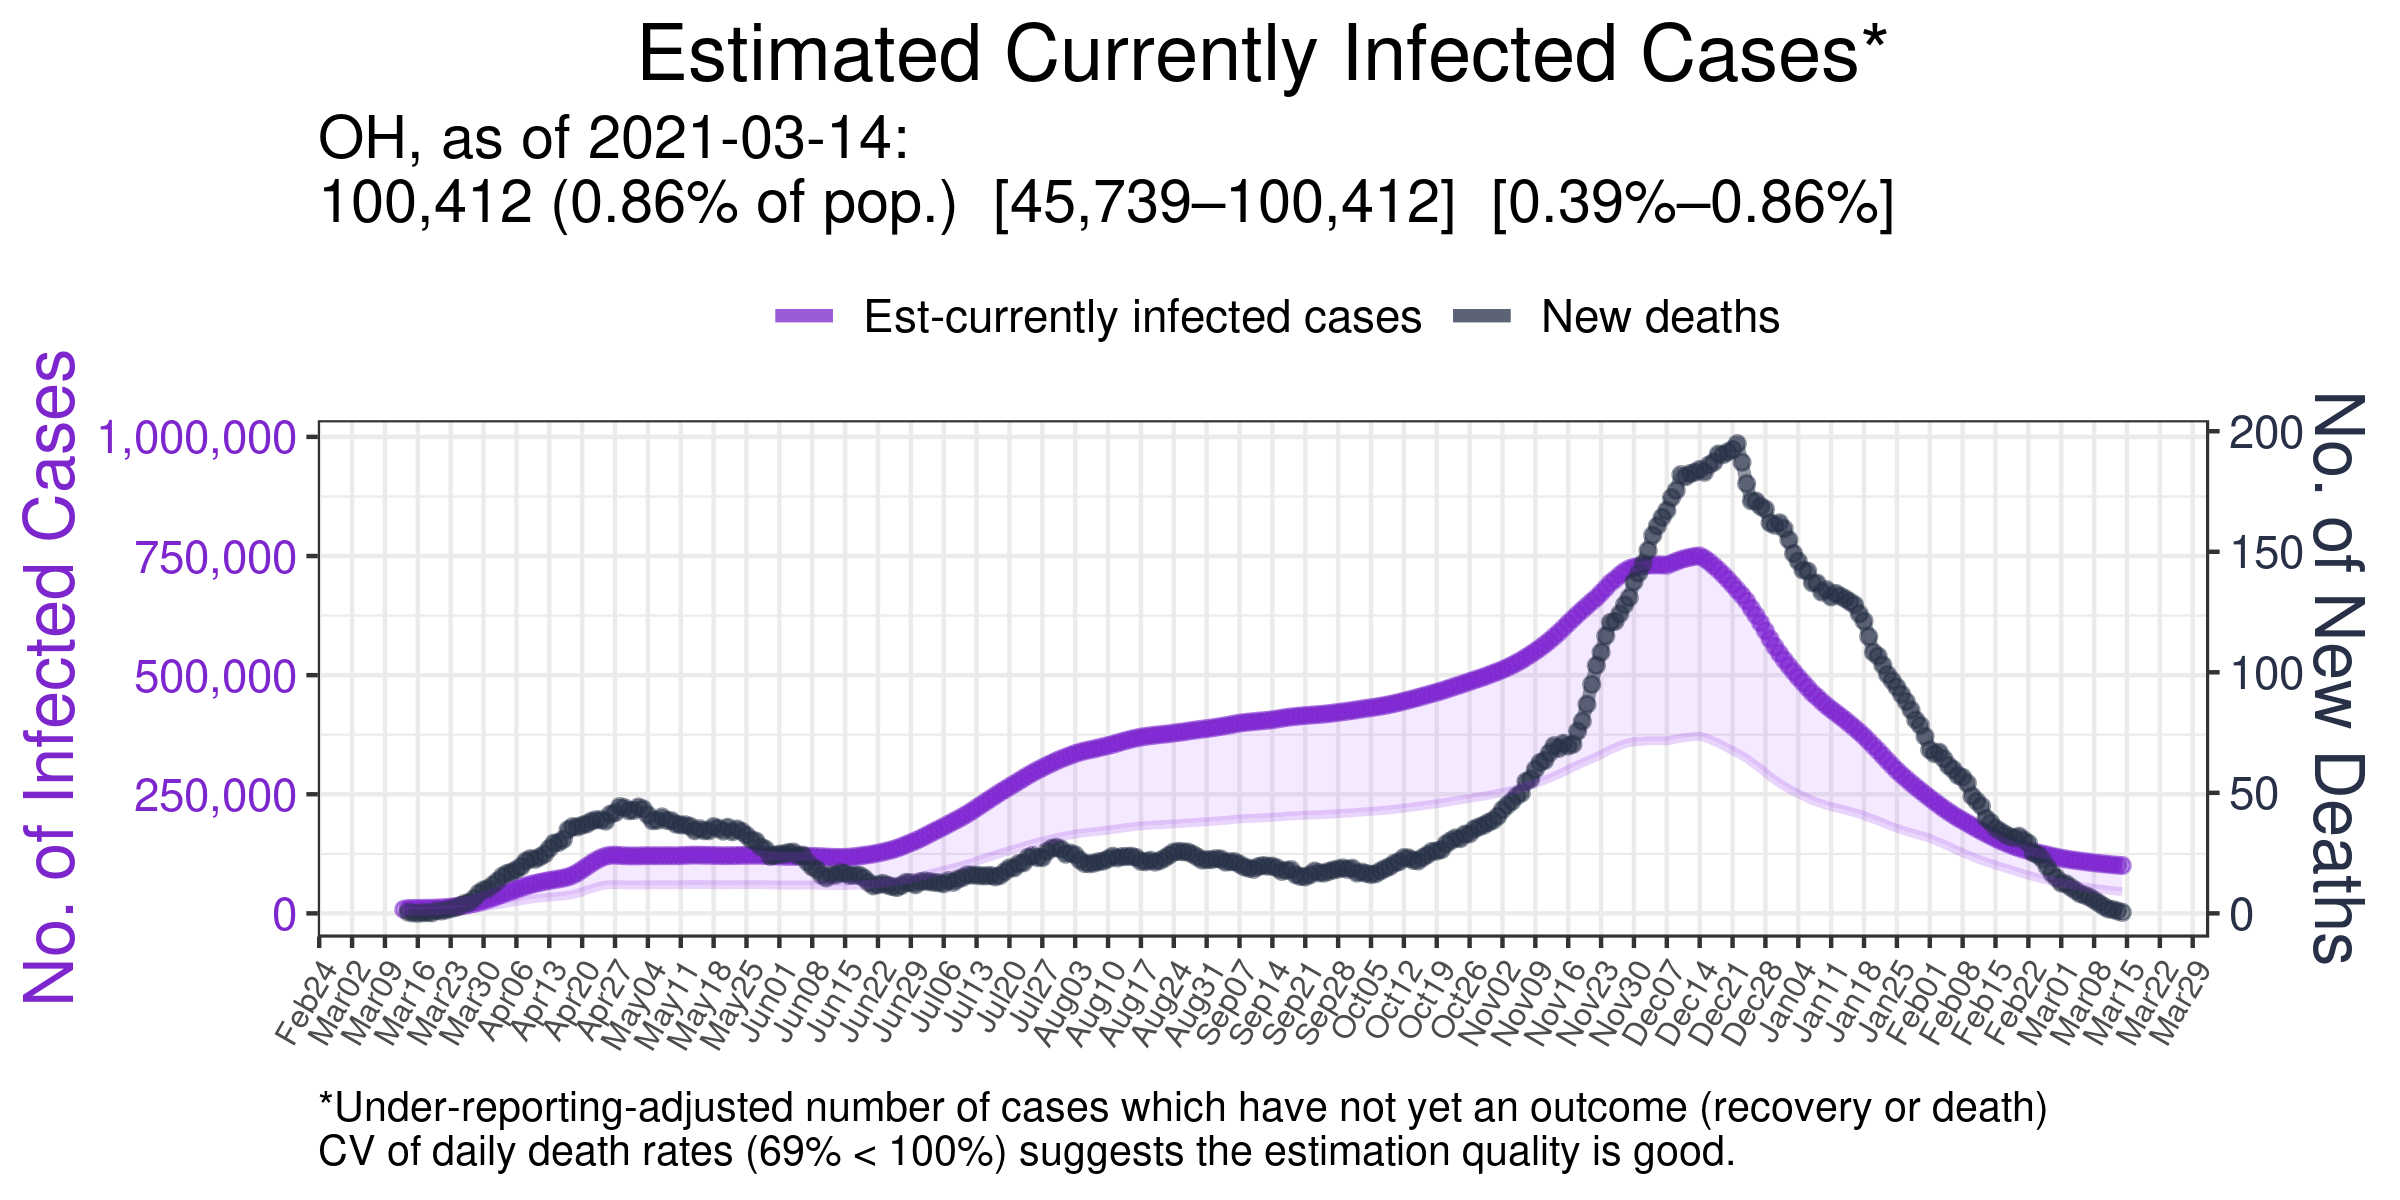 Estimated Currently Infected Cases*
OH, as of 2021-03-14:
100,412 (0.86% of pop.)  [45,739–100,412]  [0.39%–0.86%]
Est-currently infected cases
New deaths
No. of Infected Cases
1,000,000
750,000
500,000
250,000
0
200
150
100
50
0
No. of New Deaths
Feb24
Mar02
Mar09
Mar16
Mar23
Mar30
Apr06
Apr13
Apr20
Apr27
May04
May11
May18
May25
Jun01
Jun08
Jun15
Jun22
Jun29
Jul06
Jul13
Jul20
Jul27
Aug03
Aug10
Aug17
Aug24
Aug31
Sep07
Sep14
Sep21
Sep28
Oct05
Oct12
Oct19
Oct26
Nov02
Nov09
Nov16
Nov23
Nov30
Dec07
Dec14
Dec21
Dec28
Jan04
Jan11
Jan18
Jan25
Feb01
Feb08
Feb15
Feb22
Mar01
Mar08
Mar15
Mar22
Mar29
*Under-reporting-adjusted number of cases which have not yet an outcome (recovery or death)
CV of daily death rates (69% < 100%) suggests the estimation quality is good.